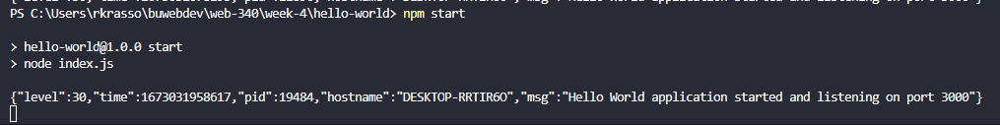 PS C:\Users\rkrasso\buwebdev\web-340\week-4\hello-world> npm start
> hello-world@1.0.0 start
> node index.js
{"level":30,"time":1673031958617,"pid":19484,"hostname":"DESKTOP-RRTIR6O","msg":"Hello World application started and listening on port 3000"}